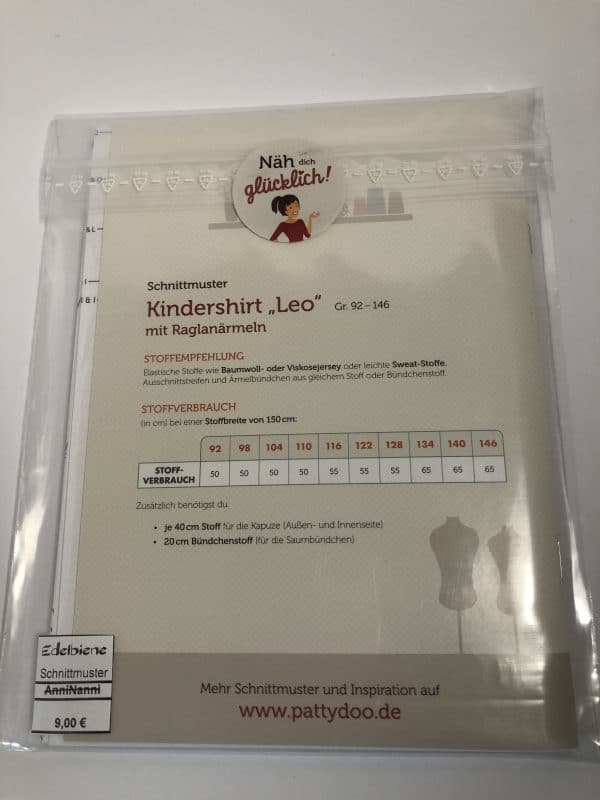 Näh dich
glücklich!
& L
Schnittmuster
Kindershirt „Leo“ Gr. 92 – 146
mit Raglanärmeln
STOFFEMPFEHLUNG
Elastische Stoffe wie Baumwoll- oder Viskosejersey oder leichte Sweat-Stoffe.
Ausschnittstreifen und Ärmelbündchen aus gleichem Stoff oder Bündchenstoff.
STOFFVERBRAUCH
(in cm) bei einer Stoffbreite von 150 cm:
92 98 104 110 116 122 128 134 140 146
STOFF-
VERBRAUCH 50 50 50 50 55 55 55 65 65 65
Zusätzlich benötigst du:
• je 40 cm Stoff für die Kapuze (Außen- und Innenseite)
• 20 cm Bündchenstoff (für die Saumbündchen)
Edelbiene
Schnittmuster
AnniNanni
9,00 €
Mehr Schnittmuster und Inspiration auf
www.pattydoo.de